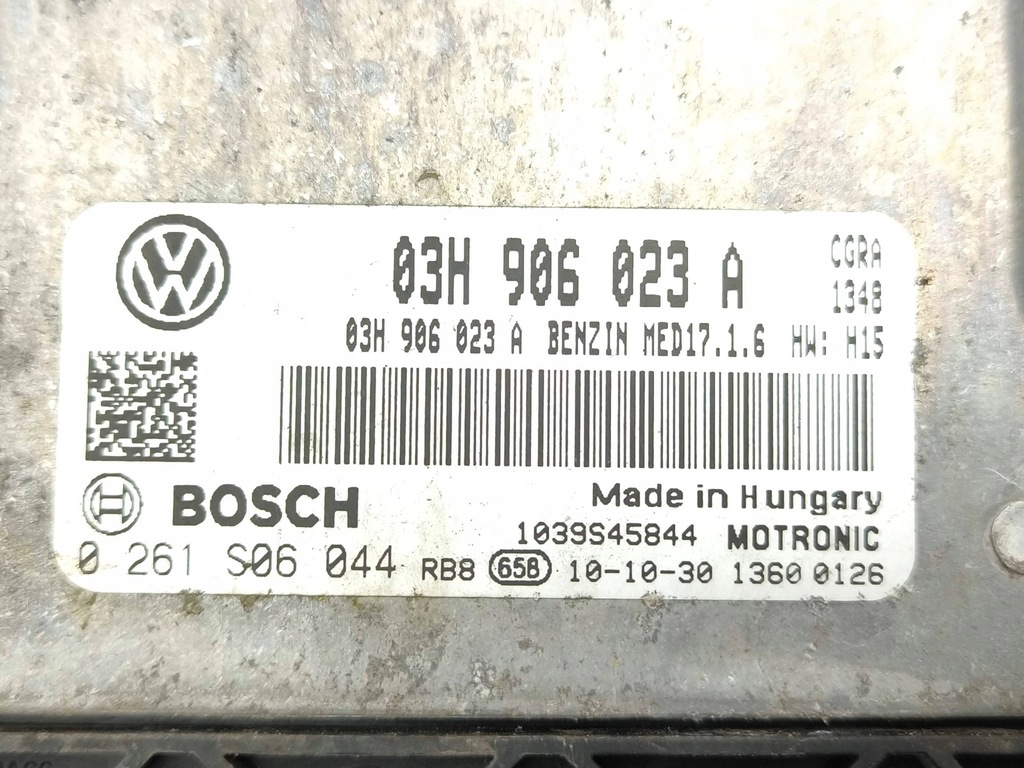 03H 906 023 A
CGRA
1348
03H 906 023 A BENZIN MED17.1.6 HW: H15
BOSCH
Made in Hungary
1039S45844 MOTRONIC
0 261 S06 044 RB8 65B 10-10-30 1360 0126